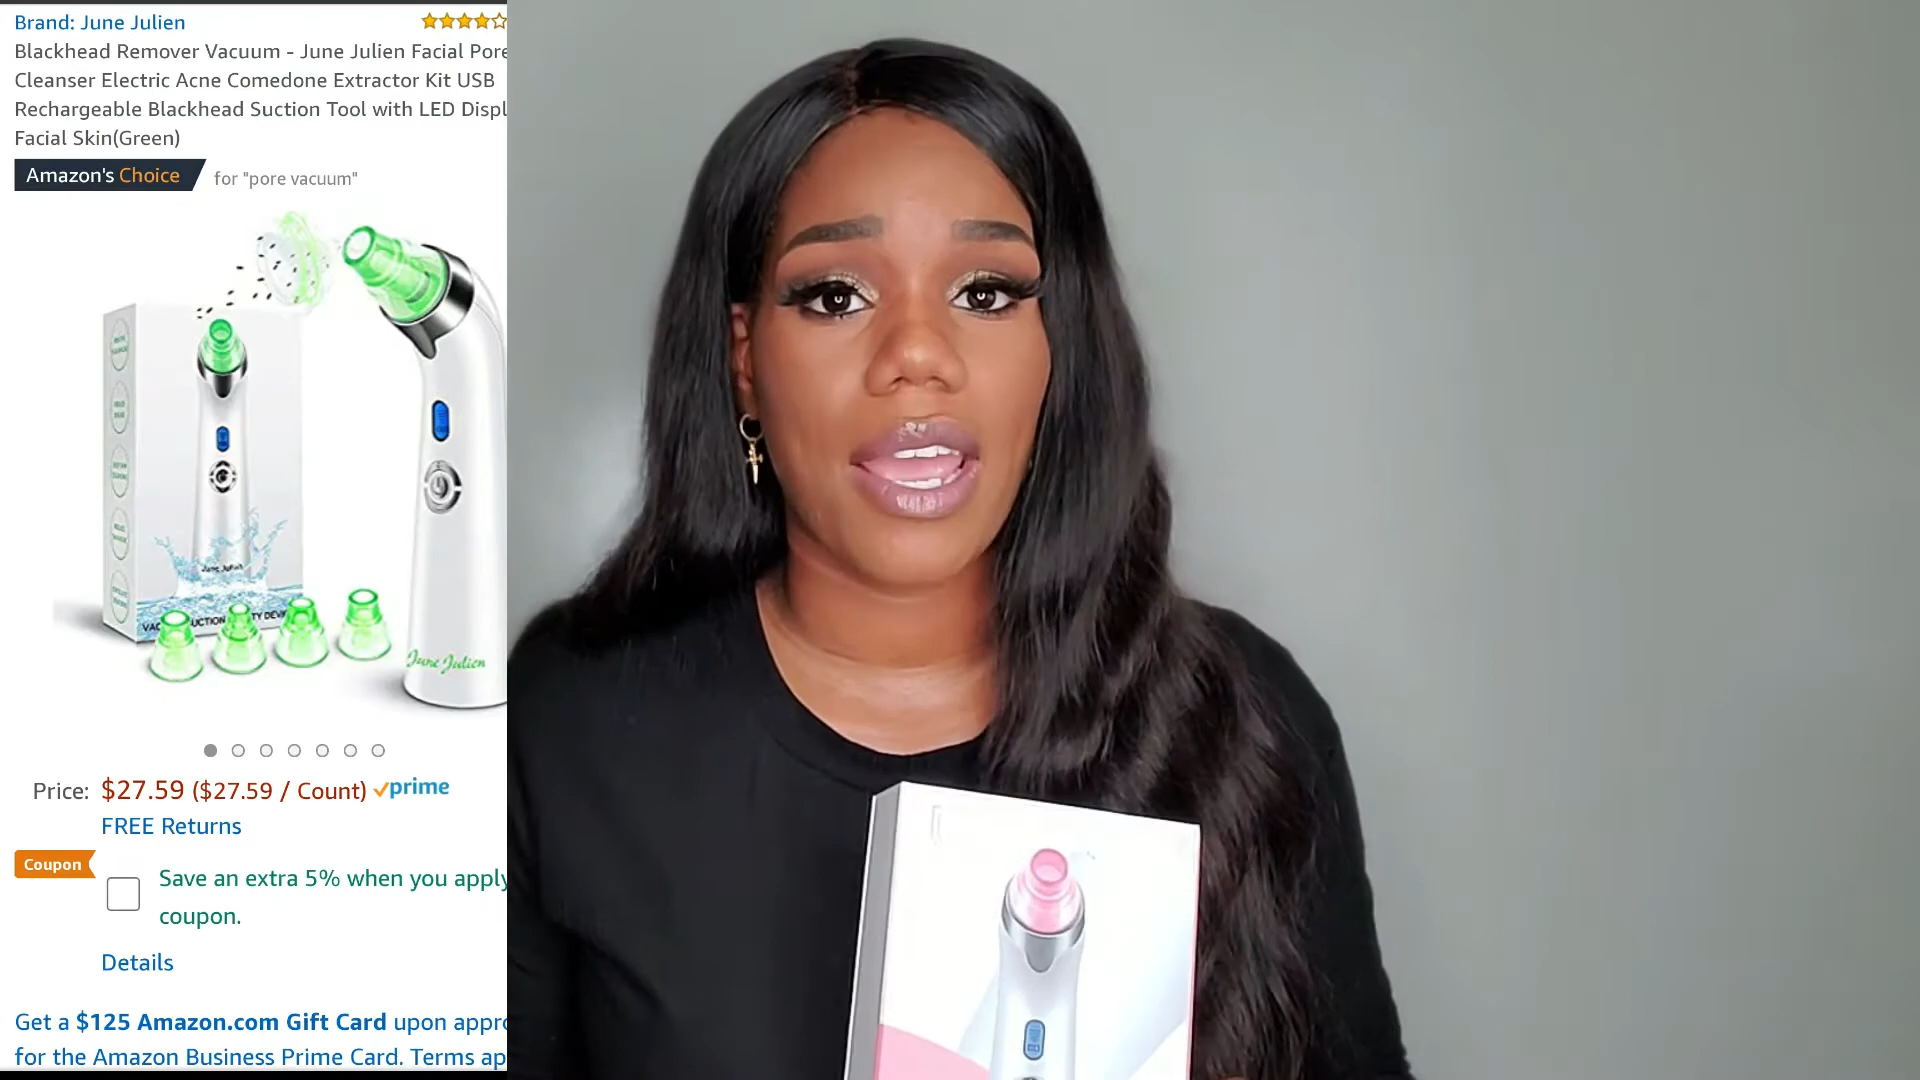 Brand: June Julien
Blackhead Remover Vacuum - June Julien Facial Pore
Cleanser Electric Acne Comedone Extractor Kit USB
Rechargeable Blackhead Suction Tool with LED Displ
Facial Skin(Green)
Amazon's Choice for "pore vacuum"
June Julien
June Julien
Price: $27.59 ($27.59 / Count) prime
FREE Returns
Coupon
Save an extra 5% when you apply
coupon.
Details
Get a $125 Amazon.com Gift Card upon appro
for the Amazon Business Prime Card. Terms ap